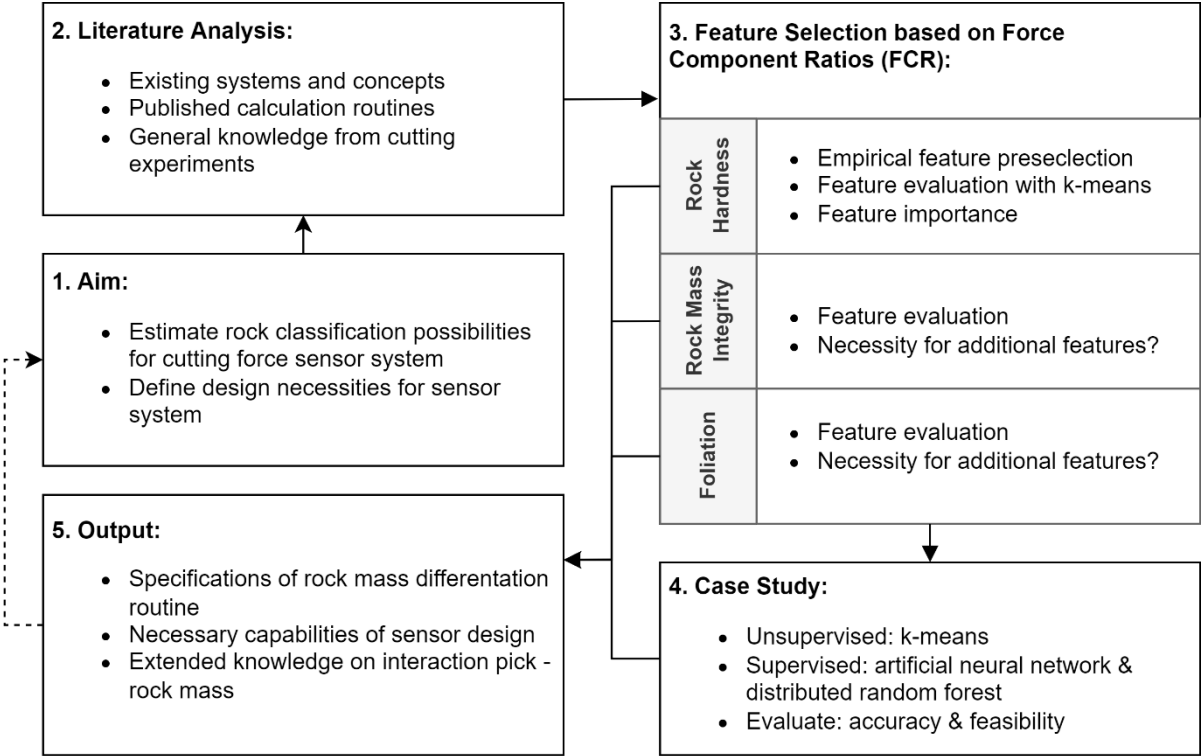 2. Literature Analysis:
• Existing systems and concepts
• Published calculation routines
• General knowledge from cutting
experiments
1. Aim:
• Estimate rock classification possibilities
for cutting force sensor system
• Define design necessities for sensor
system
5. Output:
• Specifications of rock mass differentation
routine
• Necessary capabilities of sensor design
• Extended knowledge on interaction pick -
rock mass
3. Feature Selection based on Force
Component Ratios (FCR):
Rock
Hardness
• Empirical feature preseclection
• Feature evaluation with k-means
• Feature importance
Rock Mass
Integrity
• Feature evaluation
• Necessity for additional features?
Foliation
• Feature evaluation
• Necessity for additional features?
4. Case Study:
• Unsupervised: k-means
• Supervised: artificial neural network &
distributed random forest
• Evaluate: accuracy & feasibility